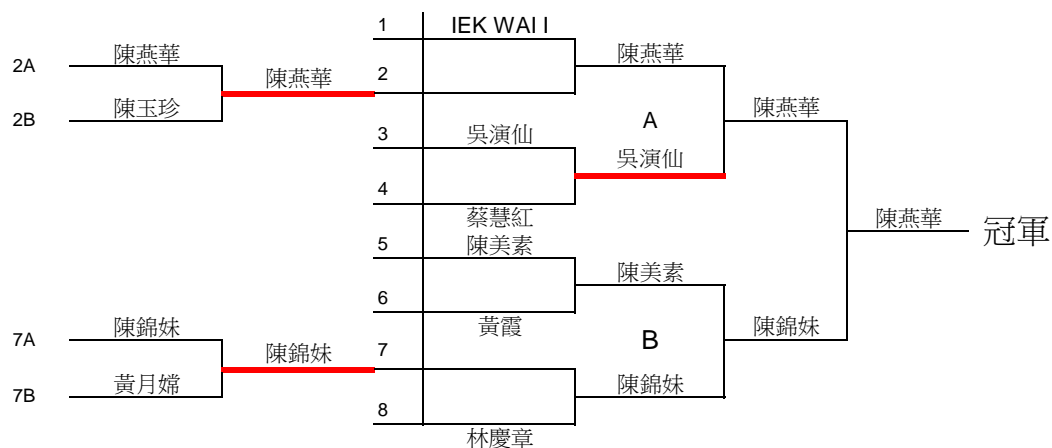 1 IEK WAI I
2A 陳燕華
陳燕華
2
陳燕華
2B 陳玉珍
陳燕華
3 吳演仙
A
吳演仙
4
蔡慧紅
陳燕華 冠軍
5 陳美素
陳美素
6
黃霞
7A 陳錦妹
陳錦妹
7
B
陳錦妹
7B 黃月嫦
陳錦妹
8
林慶章